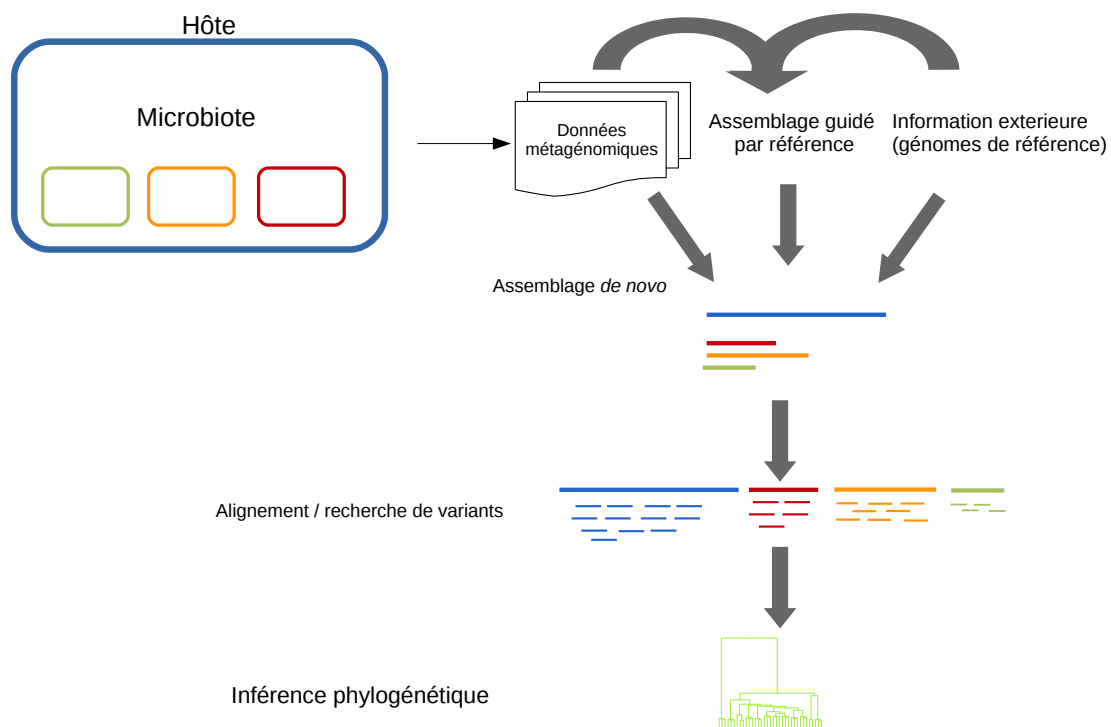 Hôte
Microbiote
Données
métagénomiques
Assemblage guidé
par référence
Information exterieure
(génomes de référence)
Assemblage de novo
Alignement / recherche de variants
Inférence phylogénétique